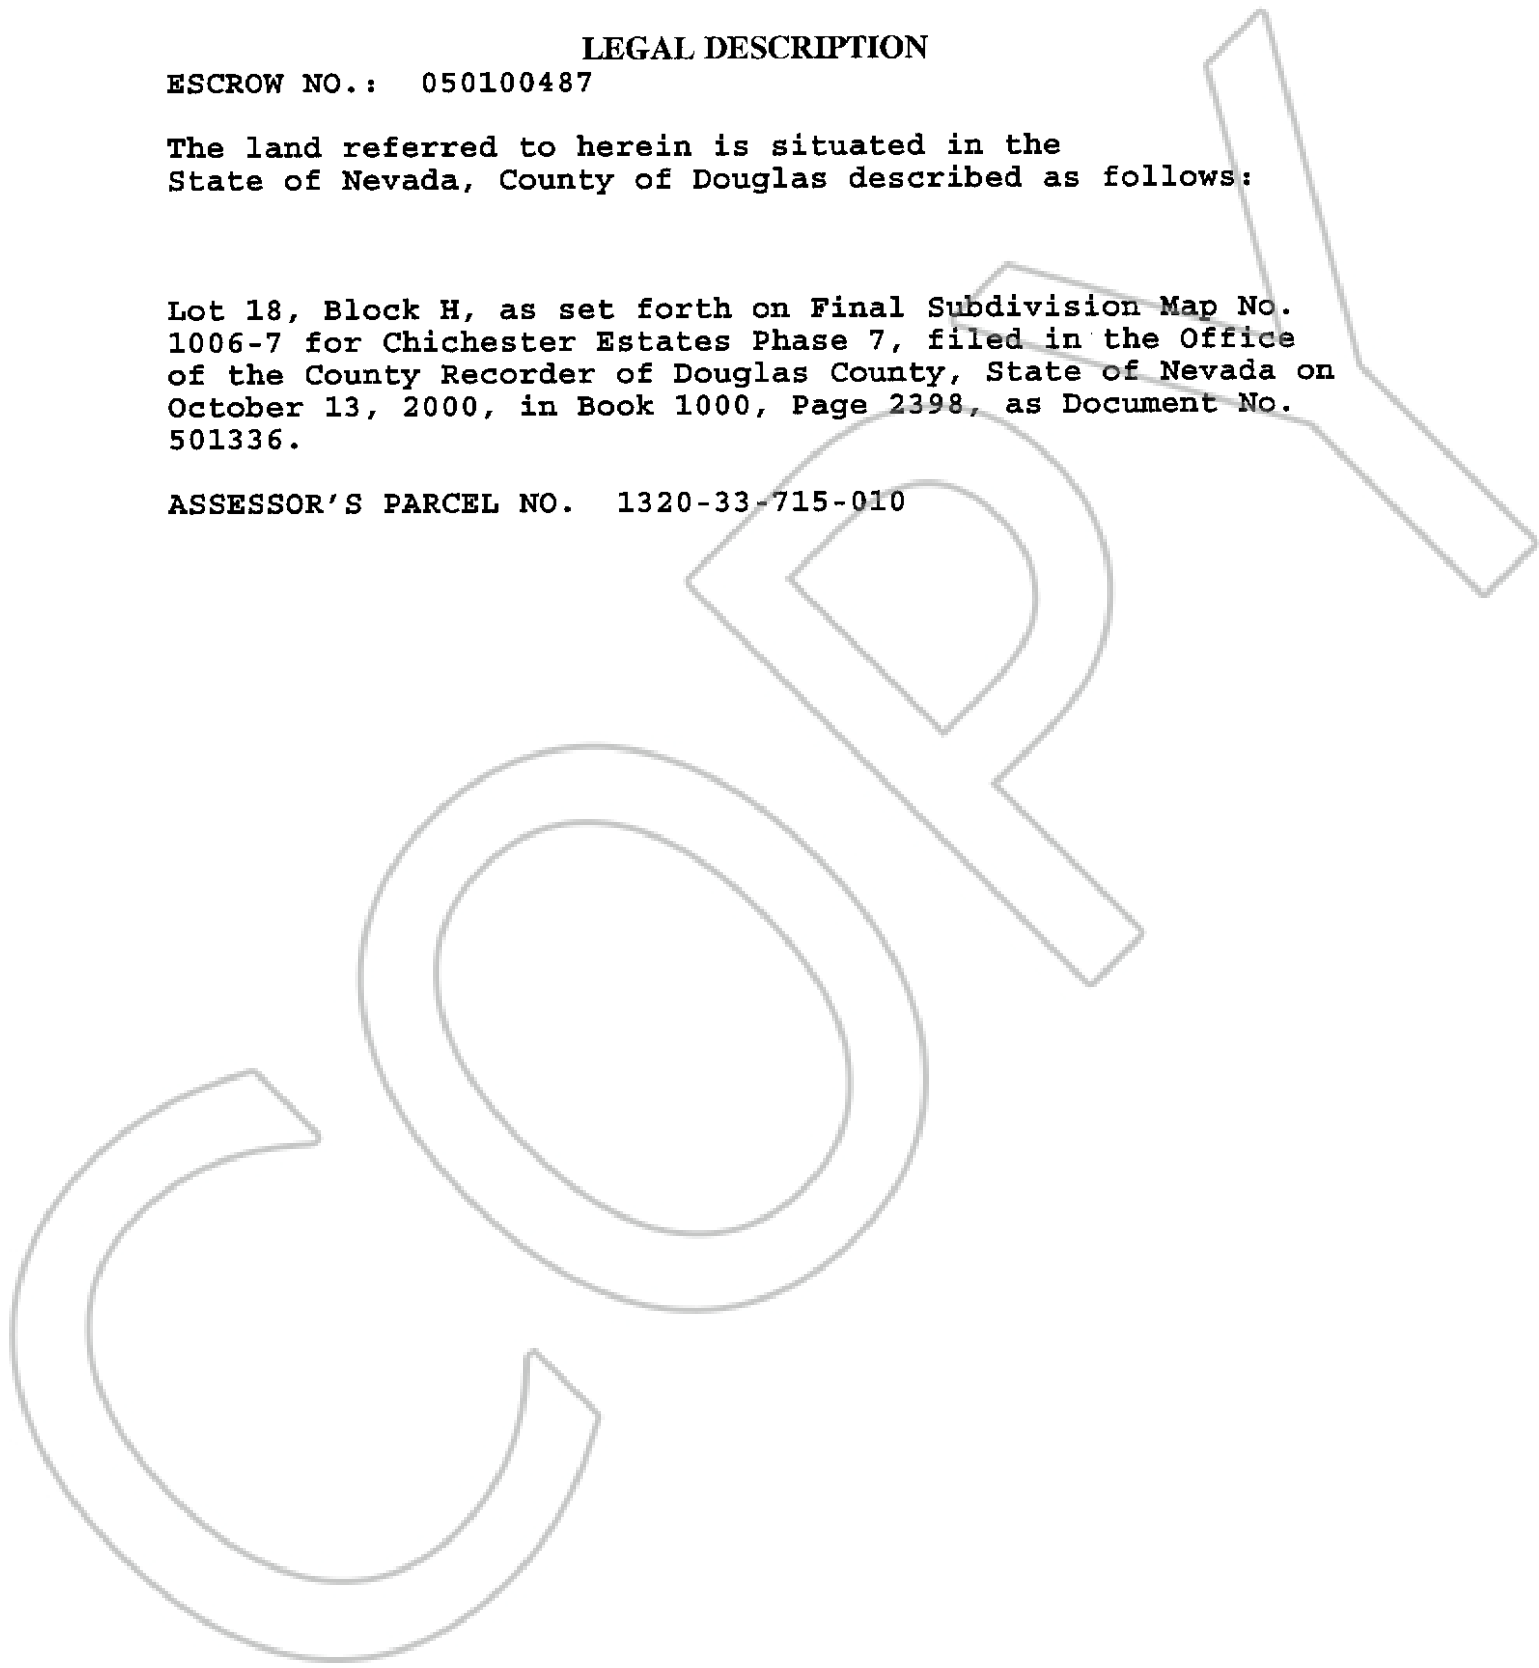 LEGAL DESCRIPTION
ESCROW NO.: 050100487
The land referred to herein is situated in the
State of Nevada, County of Douglas described as follows:
Lot 18, Block H, as set forth on Final Subdivision Map No.
1006-7 for Chichester Estates Phase 7, filed in the Office
of the County Recorder of Douglas County, State of Nevada on
October 13, 2000, in Book 1000, Page 2398, as Document No.
501336.
ASSESSOR'S PARCEL NO. 1320-33-715-010
COPY